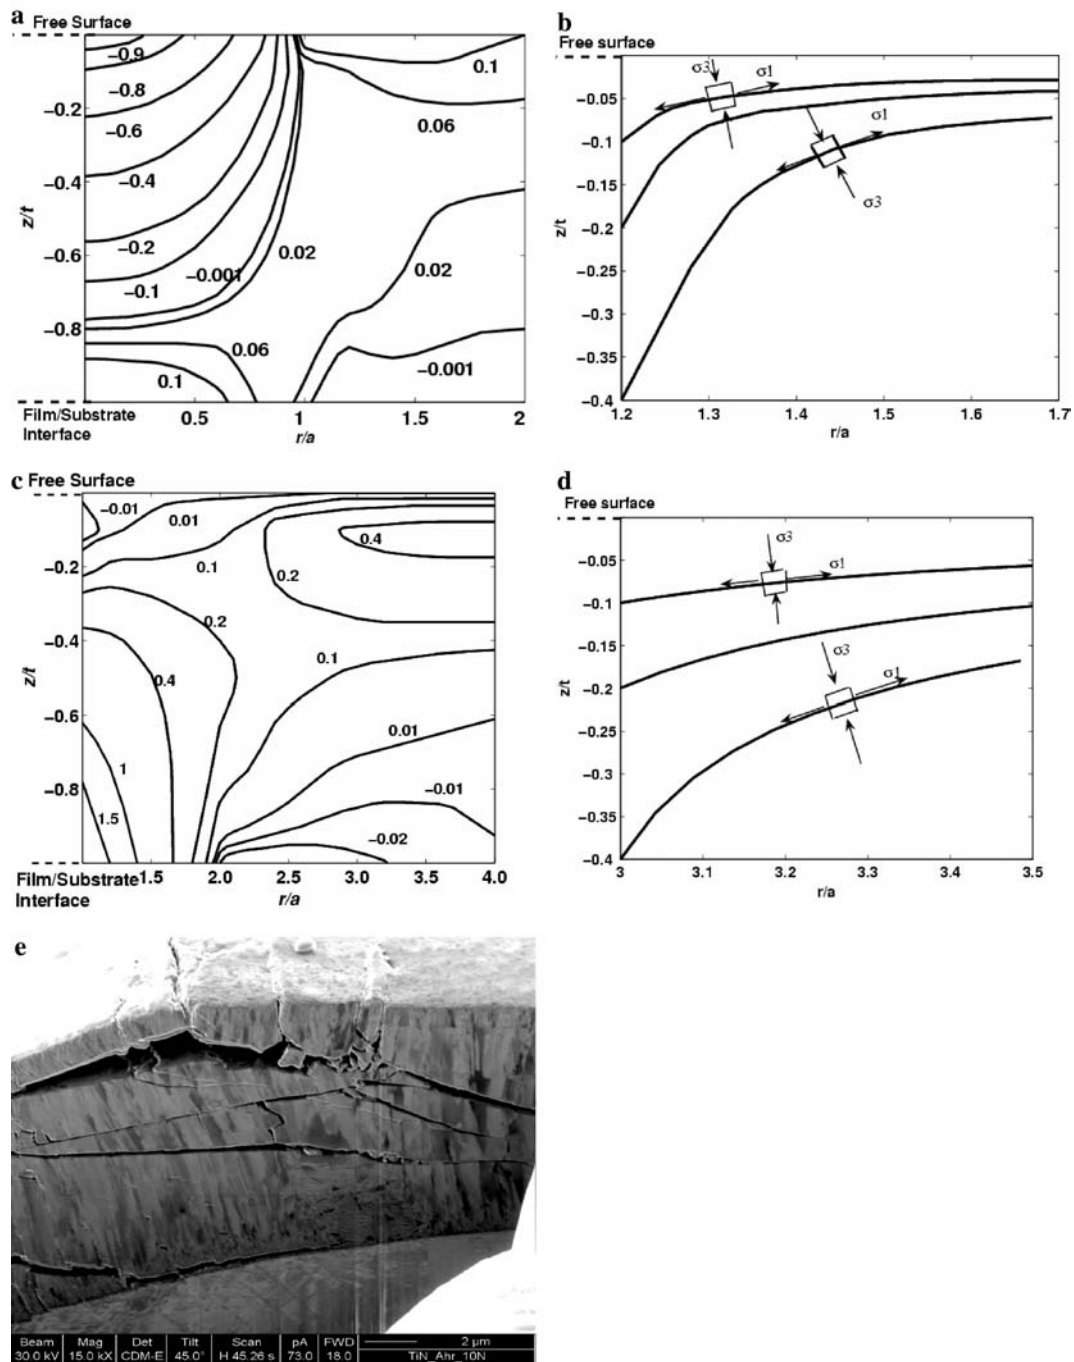 a
Free Surface
-0.9
-0.8
-0.6
-0.4
-0.2
-0.1
-0.001
0.02
0.06
0.1
0.1
0.06
0.02
-0.001
-0.2
-0.4
-0.6
-0.8
z/t
Film/Substrate
Interface
0.5 1 1.5 2
r/a
b
Free surface
σ3
σ1
σ1
σ3
-0.05
-0.1
-0.15
-0.2
-0.25
-0.3
-0.35
-0.4
z/t
1.2 1.3 1.4 1.5 1.6 1.7
r/a
c
Free Surface
-0.01
0.01
0.1
0.2
0.4
0.2
0.4
0.1
1
1.5
0.01
-0.01
-0.02
-0.2
-0.4
-0.6
-0.8
z/t
Film/Substrate
Interface
1.5 2.0 2.5 3.0 3.5 4.0
r/a
d
Free surface
σ3
σ1
σ3
σ1
-0.05
-0.1
-0.15
-0.2
-0.25
-0.3
-0.35
-0.4
z/t
3 3.1 3.2 3.3 3.4 3.5
r/a
e
Beam Mag Det Tilt Scan pA FWD 2 µm
30.0 kV 15.0 kX CDM-E 45.0° H 45.26 s 73.0 18.0 TiN_Ahr_10N